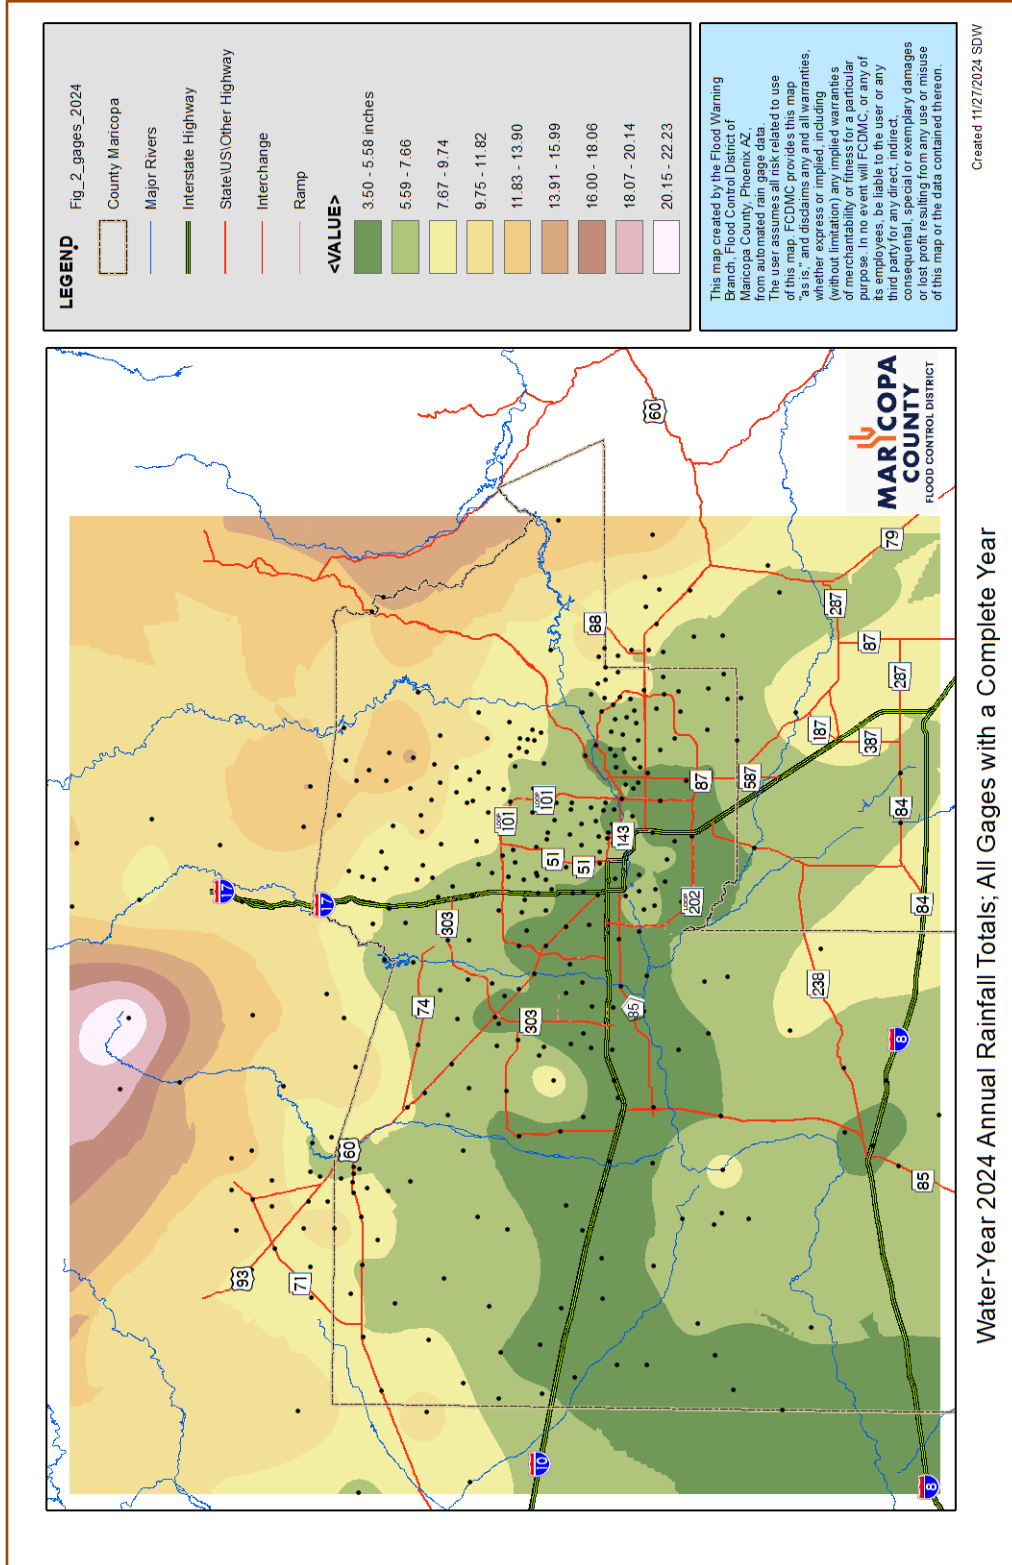 LEGEND
Fig_2_gages_2024
County Maricopa
Major Rivers
Interstate Highway
State\US\Other Highway
Interchange
Ramp
<VALUE>
3.50 - 5.58 inches
5.59 - 7.66
7.67 - 9.74
9.75 - 11.82
11.83 - 13.90
13.91 - 15.99
16.00 - 18.06
18.07 - 20.14
20.15 - 22.23
This map created by the Flood Warning
Branch, Flood Control District of
Maricopa County, Phoenix AZ,
from automated rain gage data.
The user assumes all risk related to use
of this map. FCDMC provides this map
"as is," and disclaims any and all warranties,
whether express or implied, including
(without limitation) any implied warranties
of merchantability or fitness for a particular
purpose. In no event will FCDMC, or any of
its employees, be liable to the user or any
third party for any direct, indirect,
consequential, special or exemplary damages
or lost profit resulting from any use or misuse
of this map or the data contained thereon.
Created 11/27/2024 SDW
17
17
93
71
60
74
303
303
LOOP
101
LOOP
101
51
51
143
88
60
85
LOOP
202
87
587
187
387
287
87
287
79
84
84
238
8
85
10
8
MARICOPA
COUNTY
FLOOD CONTROL DISTRICT
Water-Year 2024 Annual Rainfall Totals; All Gages with a Complete Year